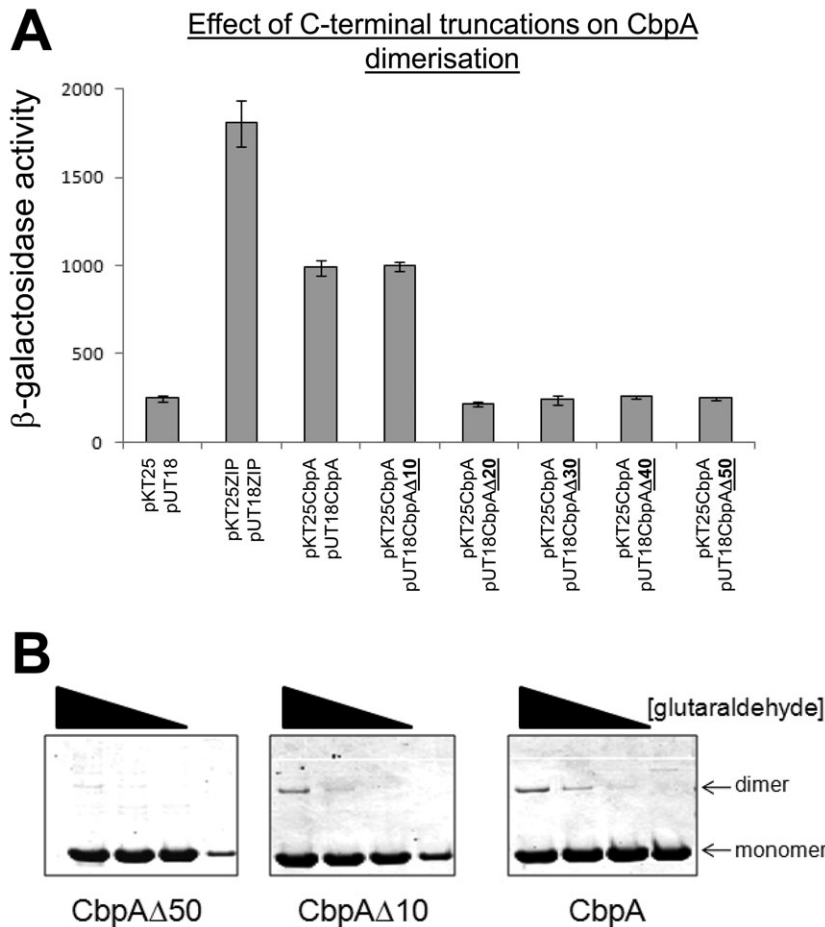 A
Effect of C-terminal truncations on CbpA
dimerisation
β-galactosidase activity
2000
1500
1000
500
0
pKT25
pUT18
pKT25ZIP
pUT18ZIP
pKT25CbpA
pUT18CbpA
pKT25CbpA
pUT18CbpAΔ10
pKT25CbpA
pUT18CbpAΔ20
pKT25CbpA
pUT18CbpAΔ30
pKT25CbpA
pUT18CbpAΔ40
pKT25CbpA
pUT18CbpAΔ50
B
[glutaraldehyde]
dimer
monomer
CbpAΔ50
CbpAΔ10
CbpA